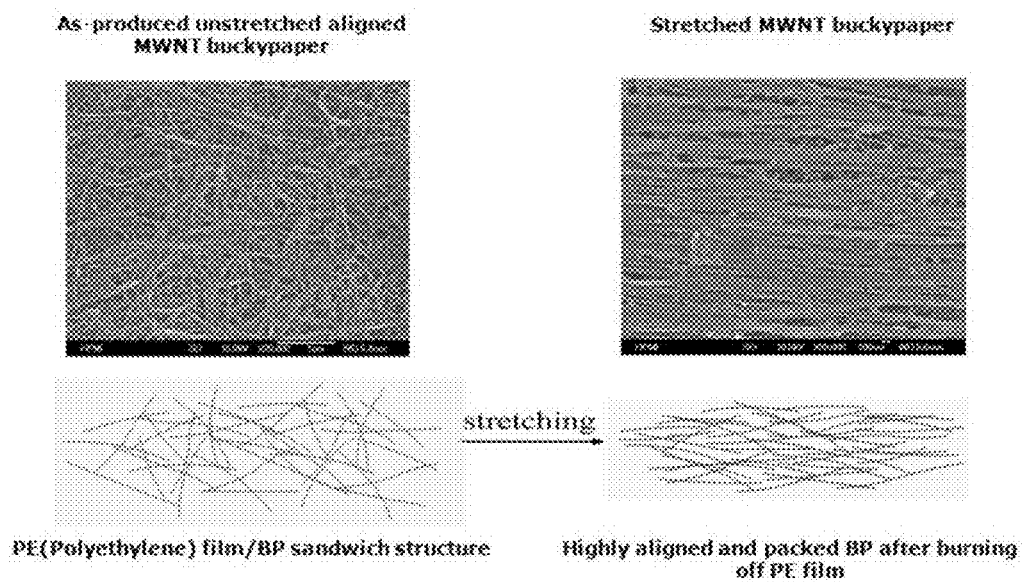 As-produced unstretched aligned
MWNT buckypaper
Stretched MWNT buckypaper
stretching
PE(Polyethylene) film/BP sandwich structure
Highly aligned and packed BP after burning
off PE film